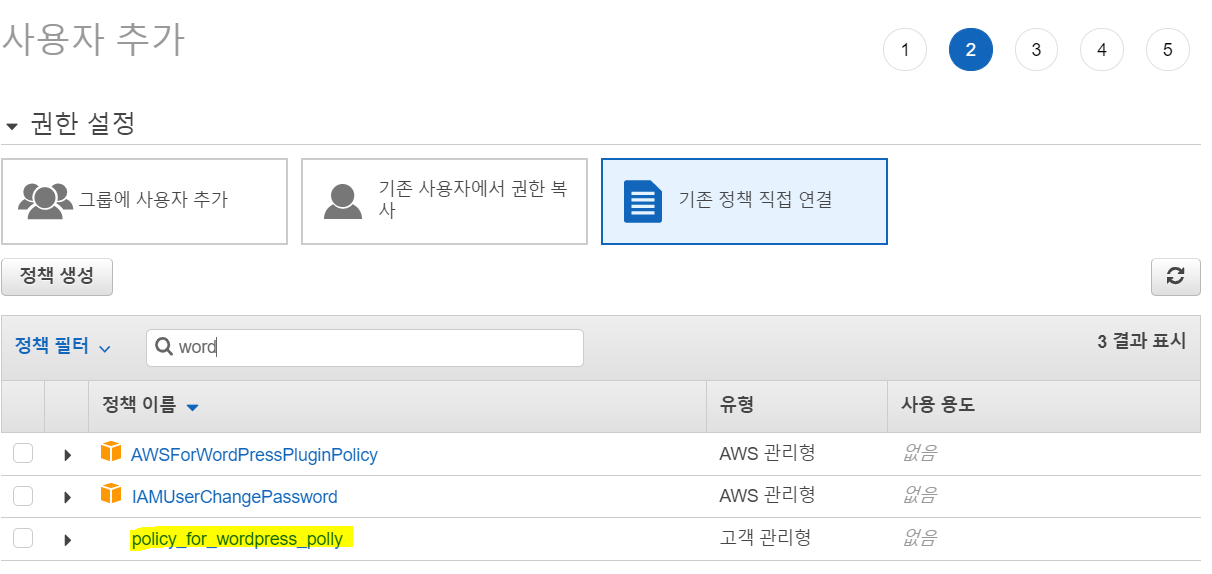 사용자 추가
1 2 3 4 5
권한 설정
그룹에 사용자 추가
기존 사용자에서 권한 복
사
기존 정책 직접 연결
정책 생성
정책 필터 word 3 결과 표시
정책 이름 유형 사용 용도
AWSForWordPressPluginPolicy AWS 관리형 없음
IAMUserChangePassword AWS 관리형 없음
policy_for_wordpress_polly 고객 관리형 없음